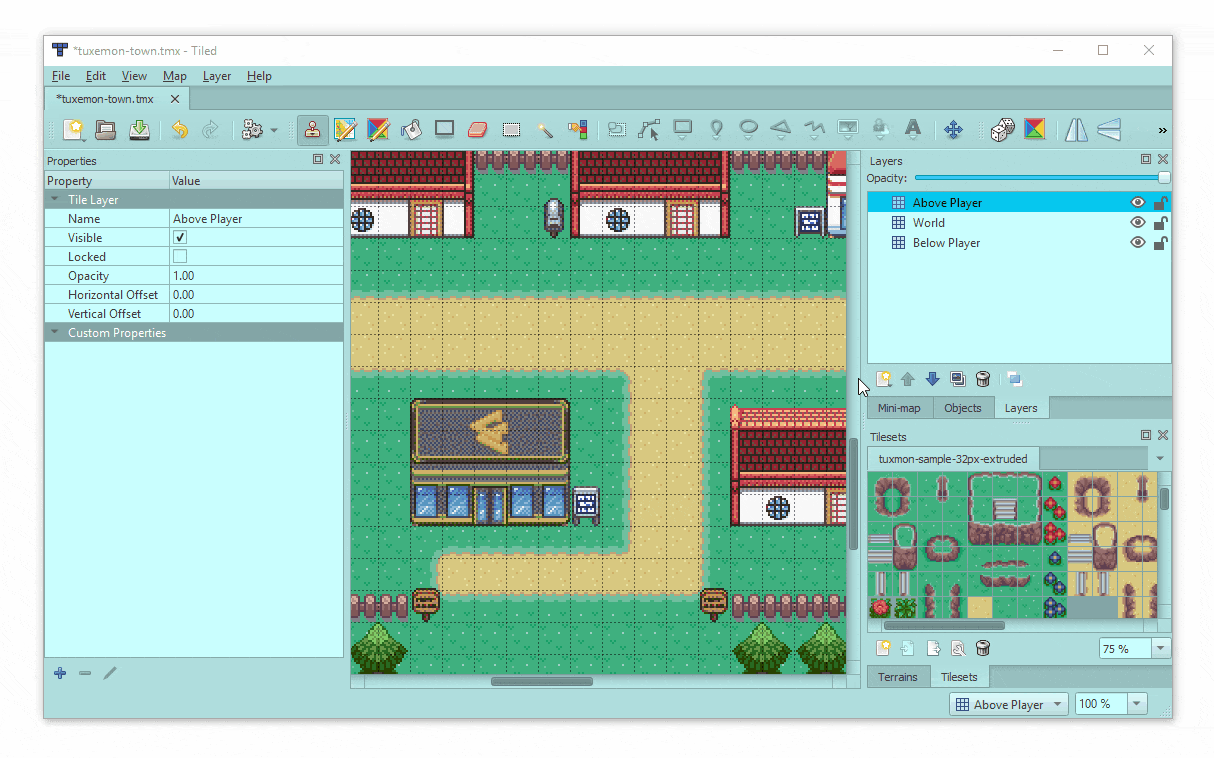 *tuxemon-town.tmx - Tiled
File Edit View Map Layer Help
*tuxemon-town.tmx
Properties
Property Value
Tile Layer
Name Above Player
Visible
Locked
Opacity 1.00
Horizontal Offset 0.00
Vertical Offset 0.00
Custom Properties
Layers
Opacity:
Above Player
World
Below Player
Mini-map Objects Layers
Tilesets
tuxmon-sample-32px-extruded
75 %
Terrains Tilesets
Above Player 100 %